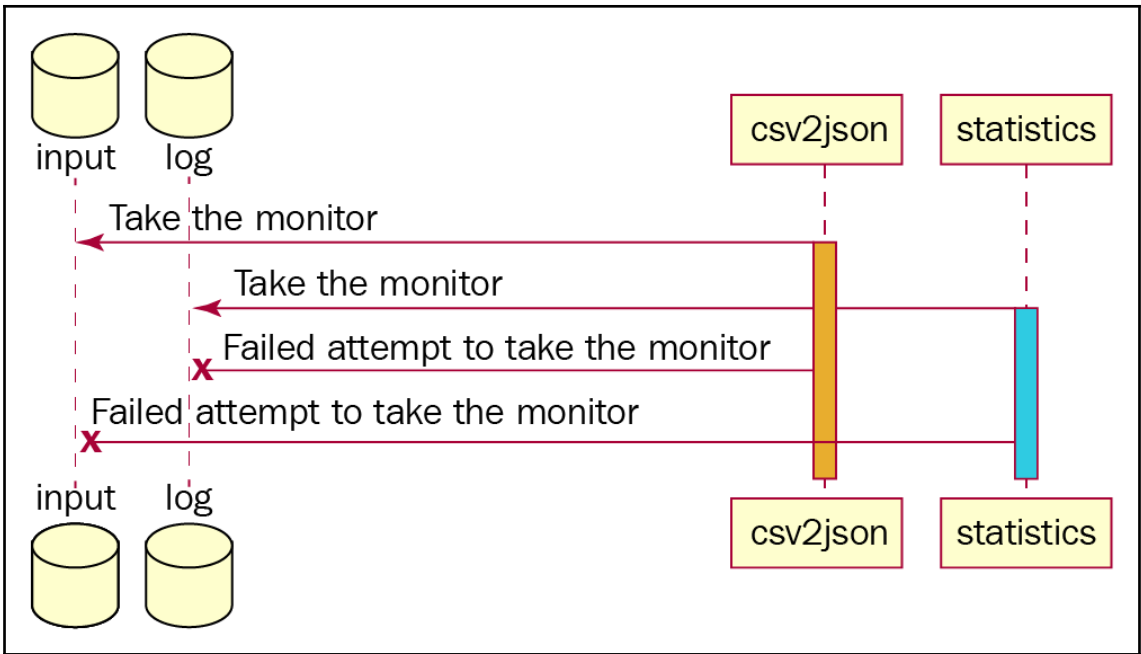 input
log
csv2json
statistics
Take the monitor
Take the monitor
Failed attempt to take the monitor
Failed attempt to take the monitor
input
log
csv2json
statistics